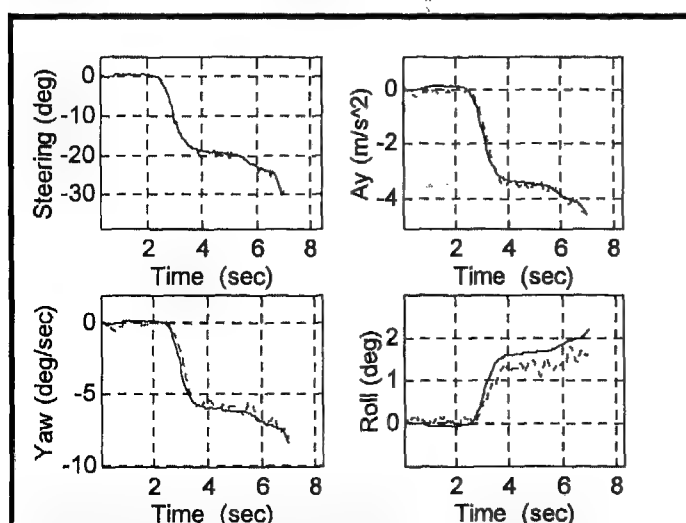 Steering (deg)
0
-10
-20
-30
2 4 6 8
Time (sec)
Ay (m/s^2)
0
-2
-4
2 4 6 8
Time (sec)
Yaw (deg/sec)
0
-5
-10
2 4 6 8
Time (sec)
Roll (deg)
2
1
0
2 4 6 8
Time (sec)